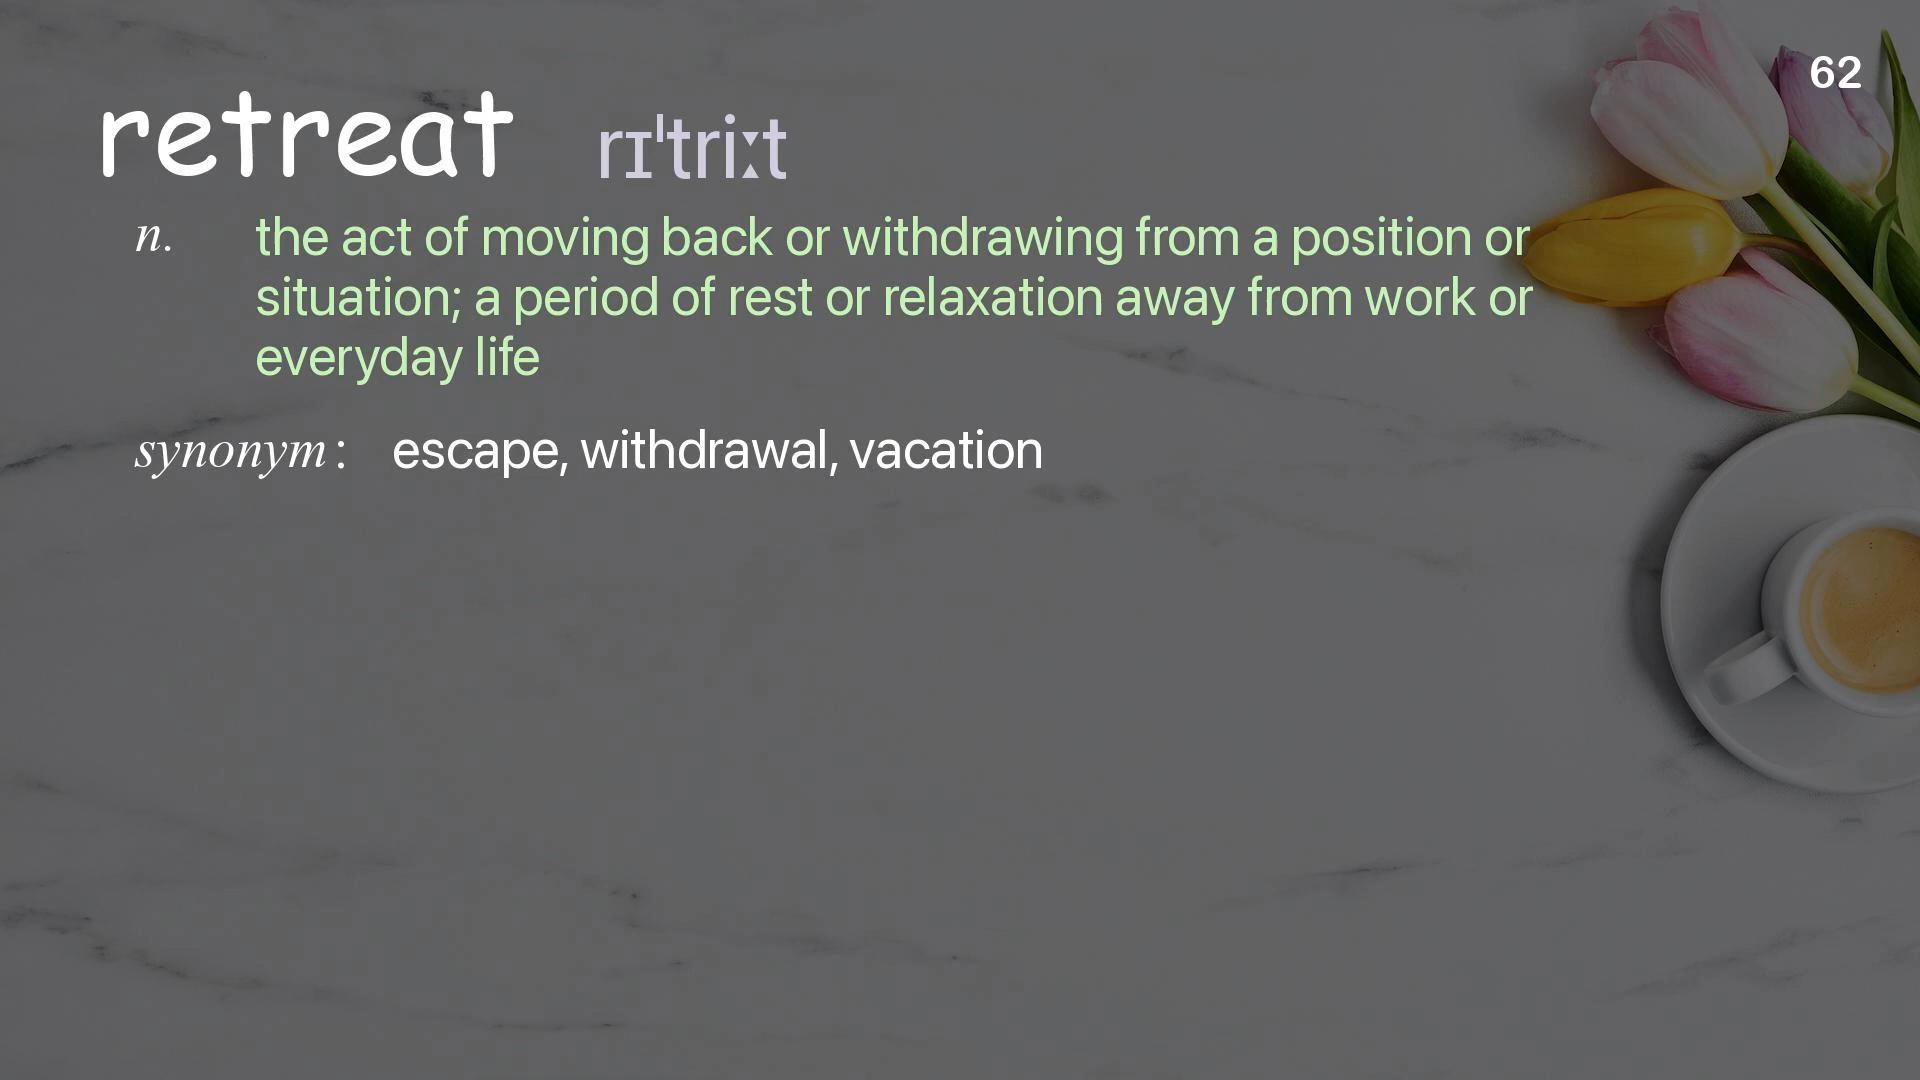 62
retreat rɪˈtriːt
n. the act of moving back or withdrawing from a position or
situation; a period of rest or relaxation away from work or
everyday life
synonym: escape, withdrawal, vacation